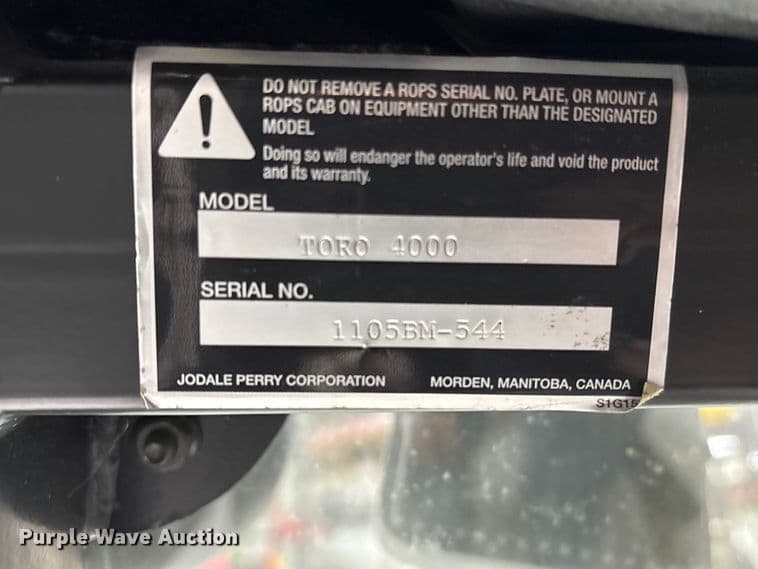 DO NOT REMOVE A ROPS SERIAL NO. PLATE, OR MOUNT A
ROPS CAB ON EQUIPMENT OTHER THAN THE DESIGNATED
MODEL
Doing so will endanger the operator's life and void the product
and its warranty.
MODEL
TORO 4000
SERIAL NO.
1105BM-544
JODALE PERRY CORPORATION MORDEN, MANITOBA, CANADA
S1G15
Purple Wave Auction